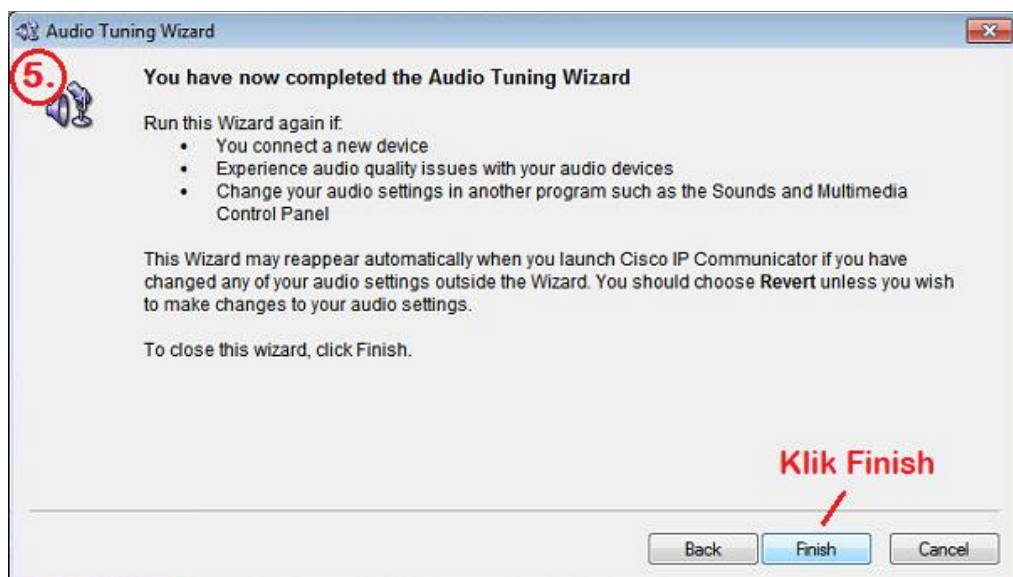 Audio Tuning Wizard
5.
You have now completed the Audio Tuning Wizard
Run this Wizard again if:
• You connect a new device
• Experience audio quality issues with your audio devices
• Change your audio settings in another program such as the Sounds and Multimedia
Control Panel
This Wizard may reappear automatically when you launch Cisco IP Communicator if you have
changed any of your audio settings outside the Wizard. You should choose Revert unless you wish
to make changes to your audio settings.
To close this wizard, click Finish.
Klik Finish
Back Finish Cancel